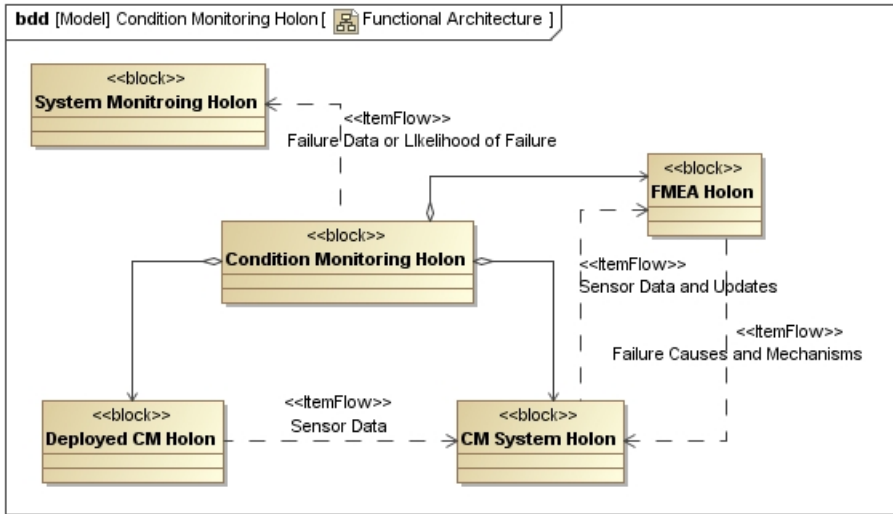 bdd [Model] Condition Monitoring Holon [ Functional Architecture ]
<<block>>
System Monitroing Holon
<<ItemFlow>>
Failure Data or LIkelihood of Failure
<<block>>
FMEA Holon
<<block>>
Condition Monitoring Holon
<<ItemFlow>>
Sensor Data and Updates
<<ItemFlow>>
Failure Causes and Mechanisms
<<block>>
Deployed CM Holon
<<ItemFlow>>
Sensor Data
<<block>>
CM System Holon